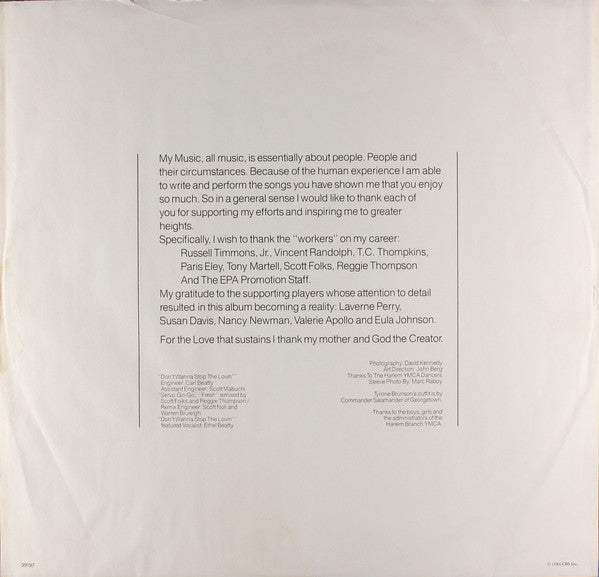 My Music, all music, is essentially about people. People and
their circumstances. Because of the human experience I am able
to write and perform the songs you have shown me that you enjoy
so much. So in a general sense I would like to thank each of
you for supporting my efforts and inspiring me to greater
heights.
Specifically, I wish to thank the "workers" on my career:
Russell Timmons, Jr., Vincent Randolph, T.C. Thompkins,
Paris Eley, Tony Martell, Scott Folks, Reggie Thompson
And The EPA Promotion Staff.
My gratitude to the supporting players whose attention to detail
resulted in this album becoming a reality: Laverne Perry,
Susan Davis, Nancy Newman, Valerie Apollo and Eula Johnson.
For the Love that sustains I thank my mother and God the Creator.
"Don't Wanna Stop The Lovin'"
Engineer: Carl Beatty
Assistant Engineer: Scott Mabuchi
"Servo-Go-Go," "Fresh" remixed by
Scott Folks and Reggie Thompson /
Remix Engineer: Scott Noll and
Warren Bruleigh
"Don't Wanna Stop The Lovin'"
featured Vocalist: Ethel Beatty
Photography: David Kennedy
Art Direction: John Berg
Thanks To The Harlem YMCA Dancers
Sleeve Photo By: Marc Raboy
Tyrone Brunson's outfit is by
Commander Salamander of Georgetown.
Thanks to the boys, girls and
the administrators of the
Harlem Branch YMCA.
39197
© 1984 CBS Inc.